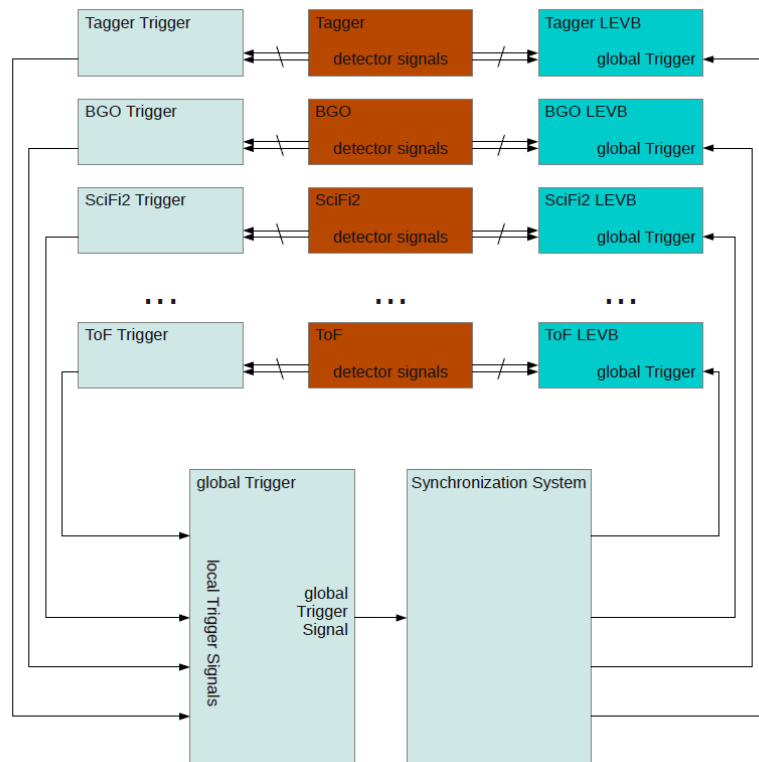 Tagger Trigger
Tagger
detector signals
Tagger LEVB
global Trigger
BGO Trigger
BGO
detector signals
BGO LEVB
global Trigger
SciFi2 Trigger
SciFi2
detector signals
SciFi2 LEVB
global Trigger
... ... ...
ToF Trigger
ToF
detector signals
ToF LEVB
global Trigger
global Trigger
local Trigger Signals
global
Trigger
Signal
Synchronization System